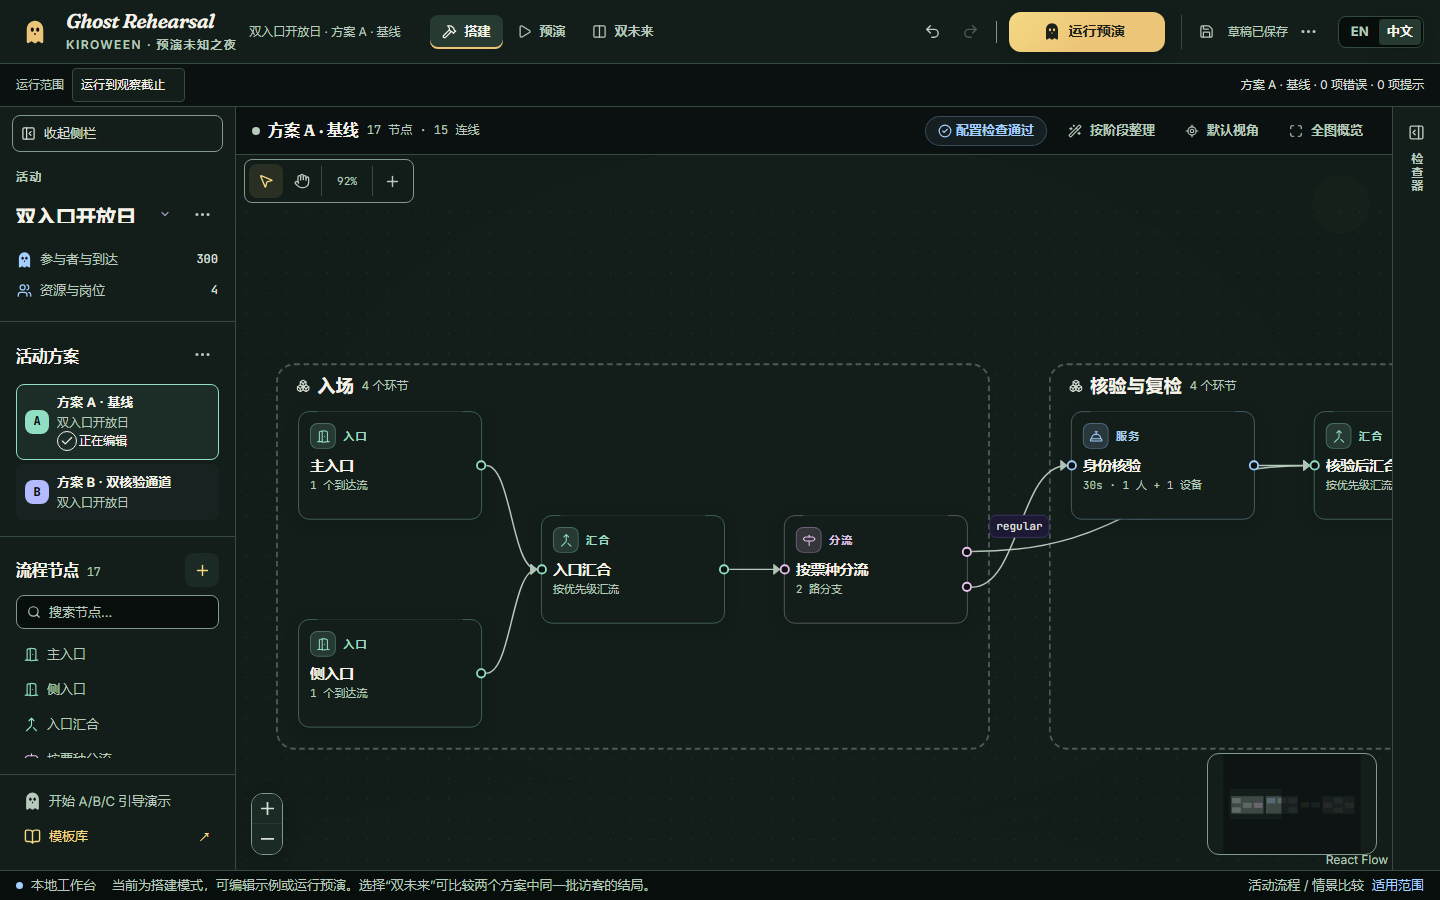 Ghost Rehearsal
KIROWEEN · 预演未知之夜
双入口开放日 · 方案 A · 基线
搭建
预演
双未来
运行预演
草稿已保存
EN
中文
运行范围
运行到观察截止
方案 A · 基线 · 0 项错误 · 0 项提示
收起侧栏
活动
双入口开放日
参与者与到达 300
资源与岗位 4
活动方案
A
方案 A · 基线
双入口开放日
正在编辑
B
方案 B · 双核验通道
双入口开放日
流程节点 17
搜索节点...
主入口
侧入口
入口汇合
按票种分流
开始 A/B/C 引导演示
模板库
方案 A · 基线 17 节点 · 15 连线
配置检查通过
按阶段整理
默认视角
全图概览
92%
检查器
入场 4 个环节
入口
主入口
1 个到达流
入口
侧入口
1 个到达流
汇合
入口汇合
按优先级汇流
分流
按票种分流
2 路分支
regular
核验与复检 4 个环节
服务
身份核验
30s · 1 人 + 1 设备
汇合
核验后汇合
按优先级汇流
React Flow
本地工作台 当前为搭建模式，可编辑示例或运行预演。选择“双未来”可比较两个方案中同一批访客的结局。
活动流程 / 情景比较 适用范围